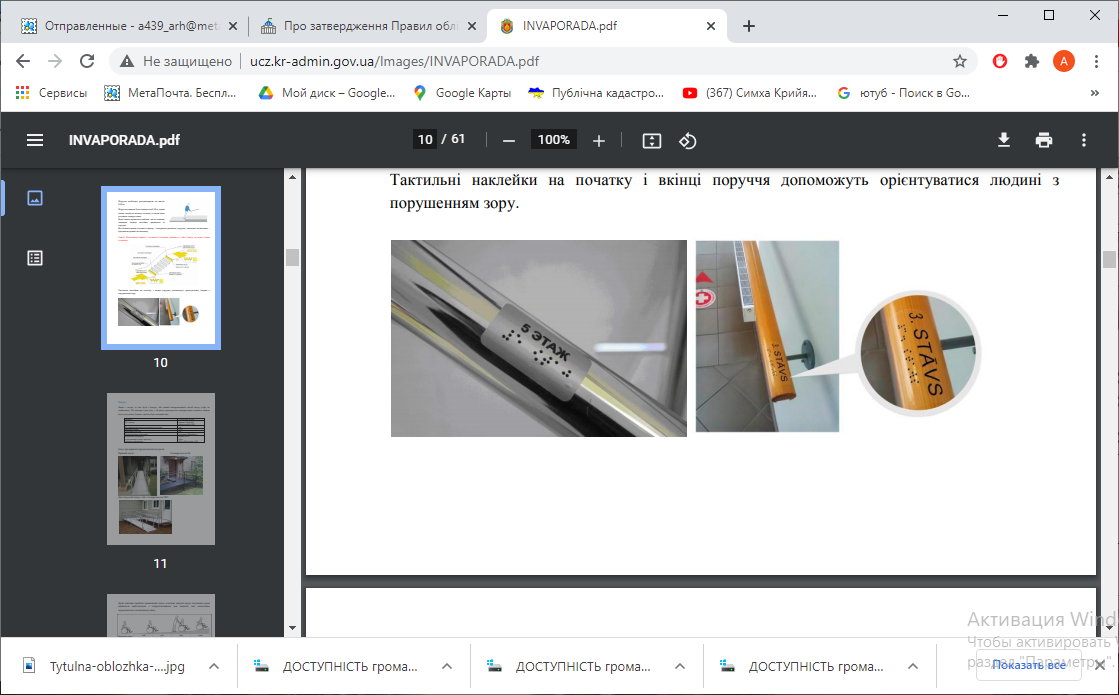 Отправленные - a439_arh@met
Про затвердження Правил облі
INVAPORADA.pdf
Не защищено
ucz.kr-admin.gov.ua/Images/INVAPORADA.pdf
A
Сервисы
МетаПочта. Беспл...
Мой диск – Google...
Google Карты
Публічна кадастро...
(367) Симха Крийя...
ютуб - Поиск в Go...
»
INVAPORADA.pdf
10 / 61
100%
Тактильні наклейки на початку і вкінці поруччя допоможуть орієнтуватися людині з
порушенням зору.
5 ЭТАЖ
3. STĀVS
3. STĀVS
10
11
Активация Wind
Чтобы активировать
раздел "Параметры".
Tytulna-oblozhka-....jpg
ДОСТУПНІСТЬ грома...
ДОСТУПНІСТЬ грома...
ДОСТУПНІСТЬ грома...
Показать все